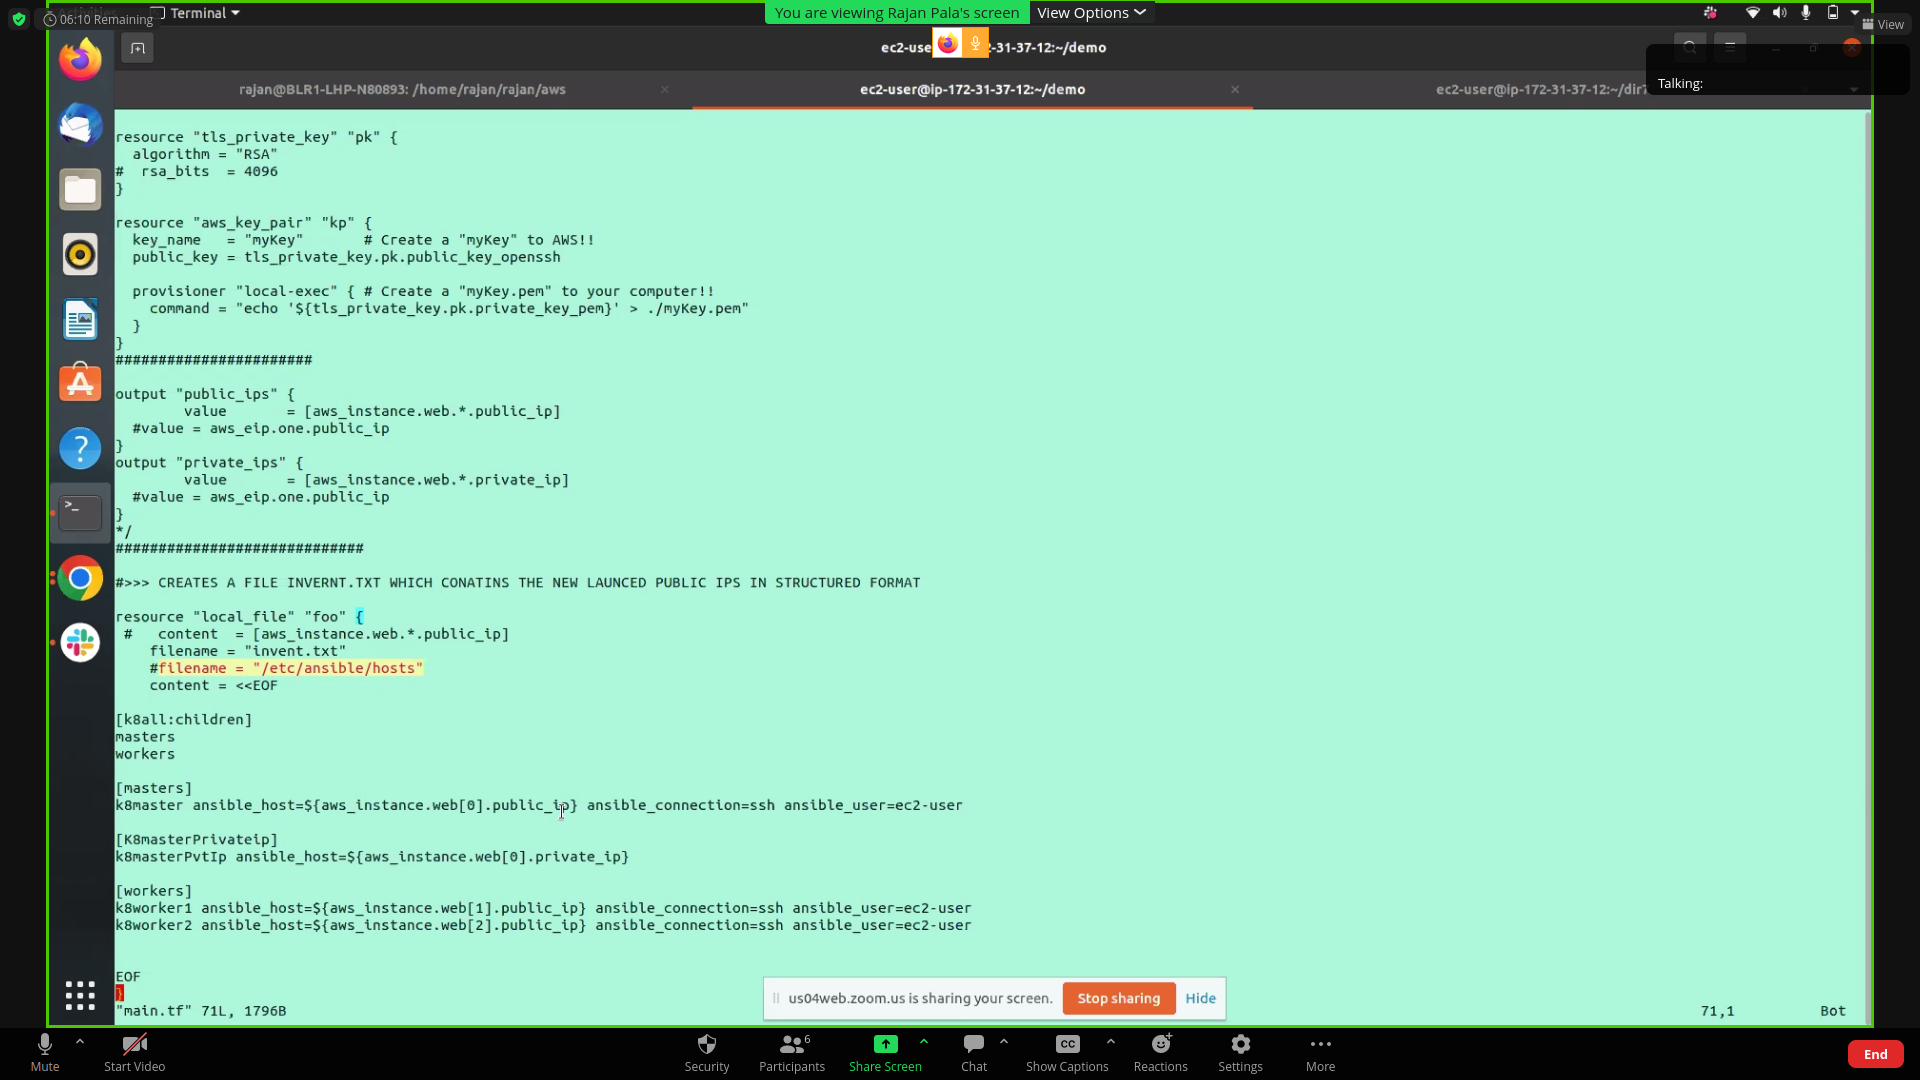 06:10 Remaining
Terminal
You are viewing Rajan Pala's screen
View Options
View
ec2-use
2-31-37-12:~/demo
Talking:
rajan@BLR1-LHP-N80893: /home/rajan/rajan/aws
ec2-user@ip-172-31-37-12:~/demo
ec2-user@ip-172-31-37-12:~/dir
resource "tls_private_key" "pk" {
  algorithm = "RSA"
#  rsa_bits  = 4096
}
resource "aws_key_pair" "kp" {
  key_name   = "myKey"       # Create a "myKey" to AWS!!
  public_key = tls_private_key.pk.public_key_openssh
  provisioner "local-exec" { # Create a "myKey.pem" to your computer!!
    command = "echo '${tls_private_key.pk.private_key_pem}' > ./myKey.pem"
  }
}
#######################
output "public_ips" {
        value       = [aws_instance.web.*.public_ip]
  #value = aws_eip.one.public_ip
}
output "private_ips" {
        value       = [aws_instance.web.*.private_ip]
  #value = aws_eip.one.public_ip
}
*/
#############################
#>>> CREATES A FILE INVERNT.TXT WHICH CONATINS THE NEW LAUNCED PUBLIC IPS IN STRUCTURED FORMAT
resource "local_file" "foo" {
 #   content  = [aws_instance.web.*.public_ip]
    filename = "invent.txt"
    #filename = "/etc/ansible/hosts"
    content = <<EOF
[k8all:children]
masters
workers
[masters]
k8master ansible_host=${aws_instance.web[0].public_ip} ansible_connection=ssh ansible_user=ec2-user
[K8masterPrivateip]
k8masterPvtIp ansible_host=${aws_instance.web[0].private_ip}
[workers]
k8worker1 ansible_host=${aws_instance.web[1].public_ip} ansible_connection=ssh ansible_user=ec2-user
k8worker2 ansible_host=${aws_instance.web[2].public_ip} ansible_connection=ssh ansible_user=ec2-user
EOF
}
us04web.zoom.us is sharing your screen.
Stop sharing
Hide
"main.tf" 71L, 1796B
71,1
Bot
Mute
Start Video
Security
6
Participants
Share Screen
Chat
CC
Show Captions
Reactions
Settings
More
End